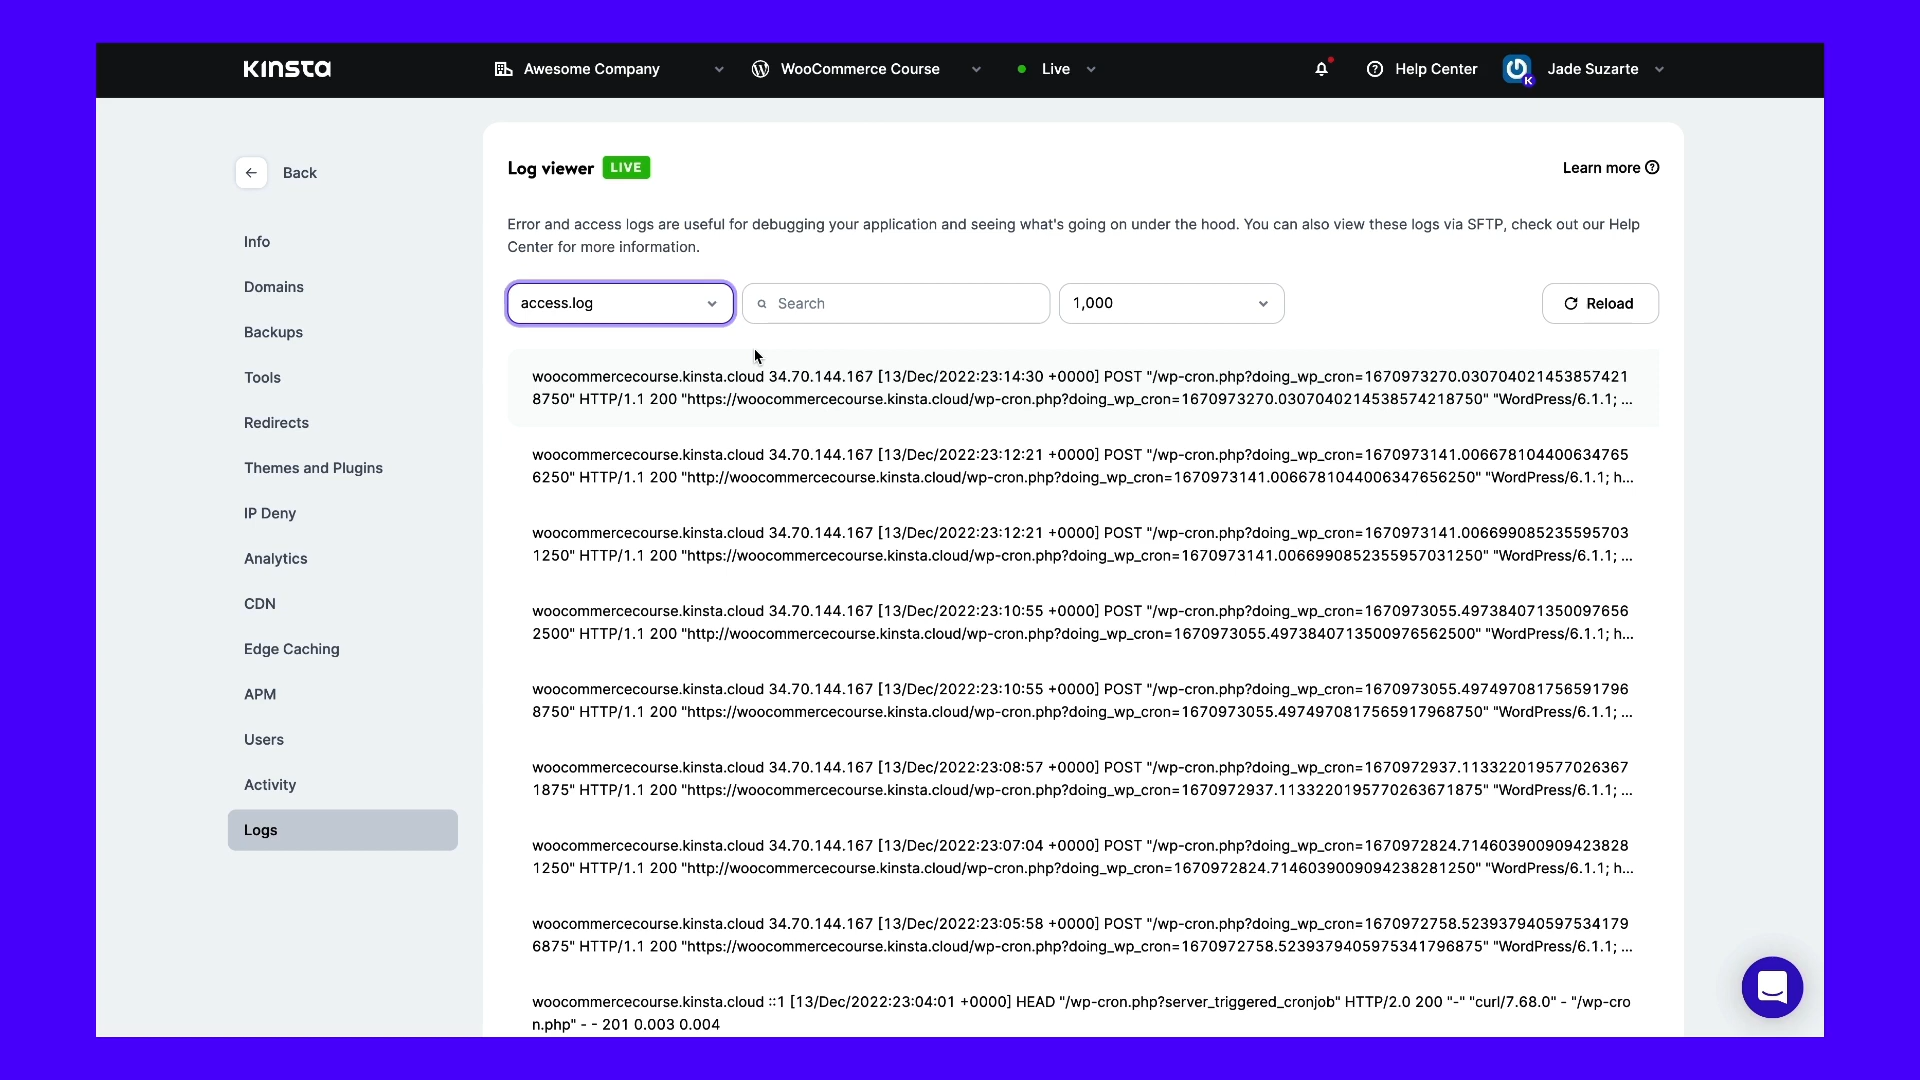 KINSTA
Awesome Company
WooCommerce Course
Live
Help Center
K
Jade Suzarte
Back
Info
Domains
Backups
Tools
Redirects
Themes and Plugins
IP Deny
Analytics
CDN
Edge Caching
APM
Users
Activity
Logs
Log viewer LIVE
Learn more
Error and access logs are useful for debugging your application and seeing what's going on under the hood. You can also view these logs via SFTP, check out our Help
Center for more information.
access.log
Search
1,000
Reload
woocommercecourse.kinsta.cloud 34.70.144.167 [13/Dec/2022:23:14:30 +0000] POST "/wp-cron.php?doing_wp_cron=1670973270.030704021453857421
8750" HTTP/1.1 200 "https://woocommercecourse.kinsta.cloud/wp-cron.php?doing_wp_cron=1670973270.0307040214538574218750" "WordPress/6.1.1; ...
woocommercecourse.kinsta.cloud 34.70.144.167 [13/Dec/2022:23:12:21 +0000] POST "/wp-cron.php?doing_wp_cron=1670973141.006678104400634765
6250" HTTP/1.1 200 "http://woocommercecourse.kinsta.cloud/wp-cron.php?doing_wp_cron=1670973141.0066781044006347656250" "WordPress/6.1.1; h...
woocommercecourse.kinsta.cloud 34.70.144.167 [13/Dec/2022:23:12:21 +0000] POST "/wp-cron.php?doing_wp_cron=1670973141.006699085235595703
1250" HTTP/1.1 200 "https://woocommercecourse.kinsta.cloud/wp-cron.php?doing_wp_cron=1670973141.0066990852355957031250" "WordPress/6.1.1; ...
woocommercecourse.kinsta.cloud 34.70.144.167 [13/Dec/2022:23:10:55 +0000] POST "/wp-cron.php?doing_wp_cron=1670973055.497384071350097656
2500" HTTP/1.1 200 "http://woocommercecourse.kinsta.cloud/wp-cron.php?doing_wp_cron=1670973055.4973840713500976562500" "WordPress/6.1.1; h...
woocommercecourse.kinsta.cloud 34.70.144.167 [13/Dec/2022:23:10:55 +0000] POST "/wp-cron.php?doing_wp_cron=1670973055.497497081756591796
8750" HTTP/1.1 200 "https://woocommercecourse.kinsta.cloud/wp-cron.php?doing_wp_cron=1670973055.4974970817565917968750" "WordPress/6.1.1; ...
woocommercecourse.kinsta.cloud 34.70.144.167 [13/Dec/2022:23:08:57 +0000] POST "/wp-cron.php?doing_wp_cron=1670972937.113322019577026367
1875" HTTP/1.1 200 "https://woocommercecourse.kinsta.cloud/wp-cron.php?doing_wp_cron=1670972937.1133220195770263671875" "WordPress/6.1.1; ...
woocommercecourse.kinsta.cloud 34.70.144.167 [13/Dec/2022:23:07:04 +0000] POST "/wp-cron.php?doing_wp_cron=1670972824.714603900909423828
1250" HTTP/1.1 200 "http://woocommercecourse.kinsta.cloud/wp-cron.php?doing_wp_cron=1670972824.7146039009094238281250" "WordPress/6.1.1; h...
woocommercecourse.kinsta.cloud 34.70.144.167 [13/Dec/2022:23:05:58 +0000] POST "/wp-cron.php?doing_wp_cron=1670972758.523937940597534179
6875" HTTP/1.1 200 "https://woocommercecourse.kinsta.cloud/wp-cron.php?doing_wp_cron=1670972758.5239379405975341796875" "WordPress/6.1.1; ...
woocommercecourse.kinsta.cloud ::1 [13/Dec/2022:23:04:01 +0000] HEAD "/wp-cron.php?server_triggered_cronjob" HTTP/2.0 200 "-" "curl/7.68.0" - "/wp-cro
n.php" - - 201 0.003 0.004